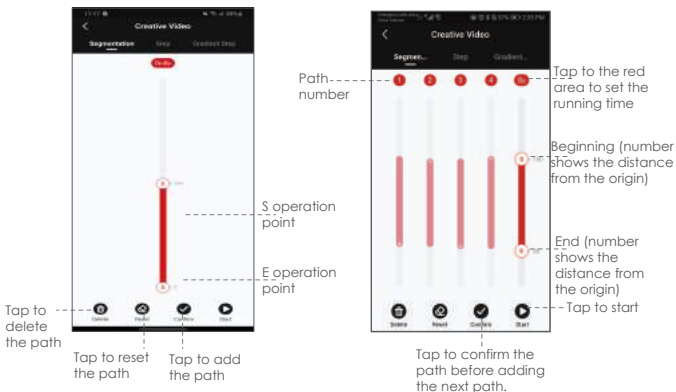 17:47
Creative Video
Segmentation Step Gradient Step
S operation
point
E operation
point
Delete Reset Confirm Start
Tap to
delete
the path
Tap to reset
the path
Tap to add
the path
Creative Video
Segmen... Step Gradient...
Path
number
1 2 3 4 0s
Tap to the red
area to set the
running time
Beginning (number
shows the distance
from the origin)
End (number
shows the
distance from
the origin)
Delete Reset Confirm Start
Tap to start
Tap to confirm the
path before adding
the next path.